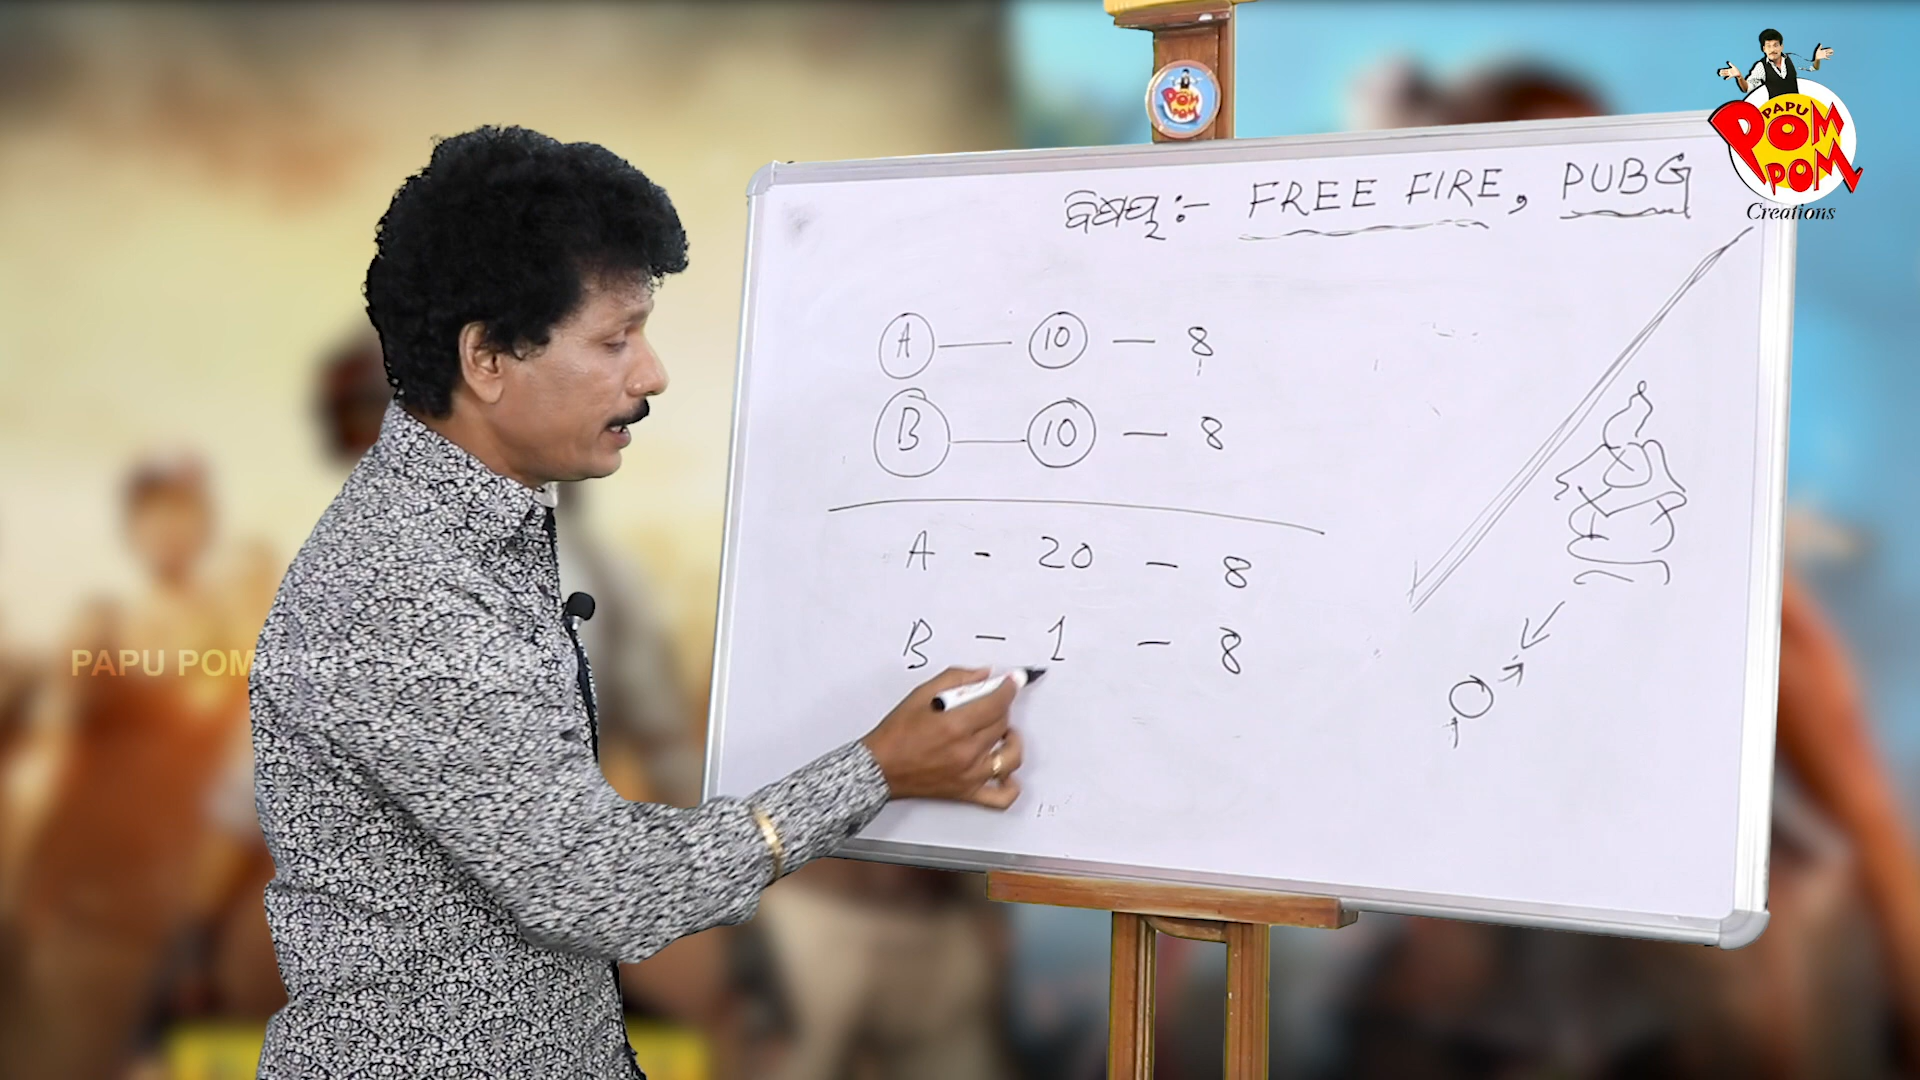 ବିଷୟ :- FREE FIRE, PUBG
A — 10 — 8
B — 10 — 8
A - 20 - 8
B - 1 - 8
POM POM
PAPU POM POM
Creations
PAPU POM